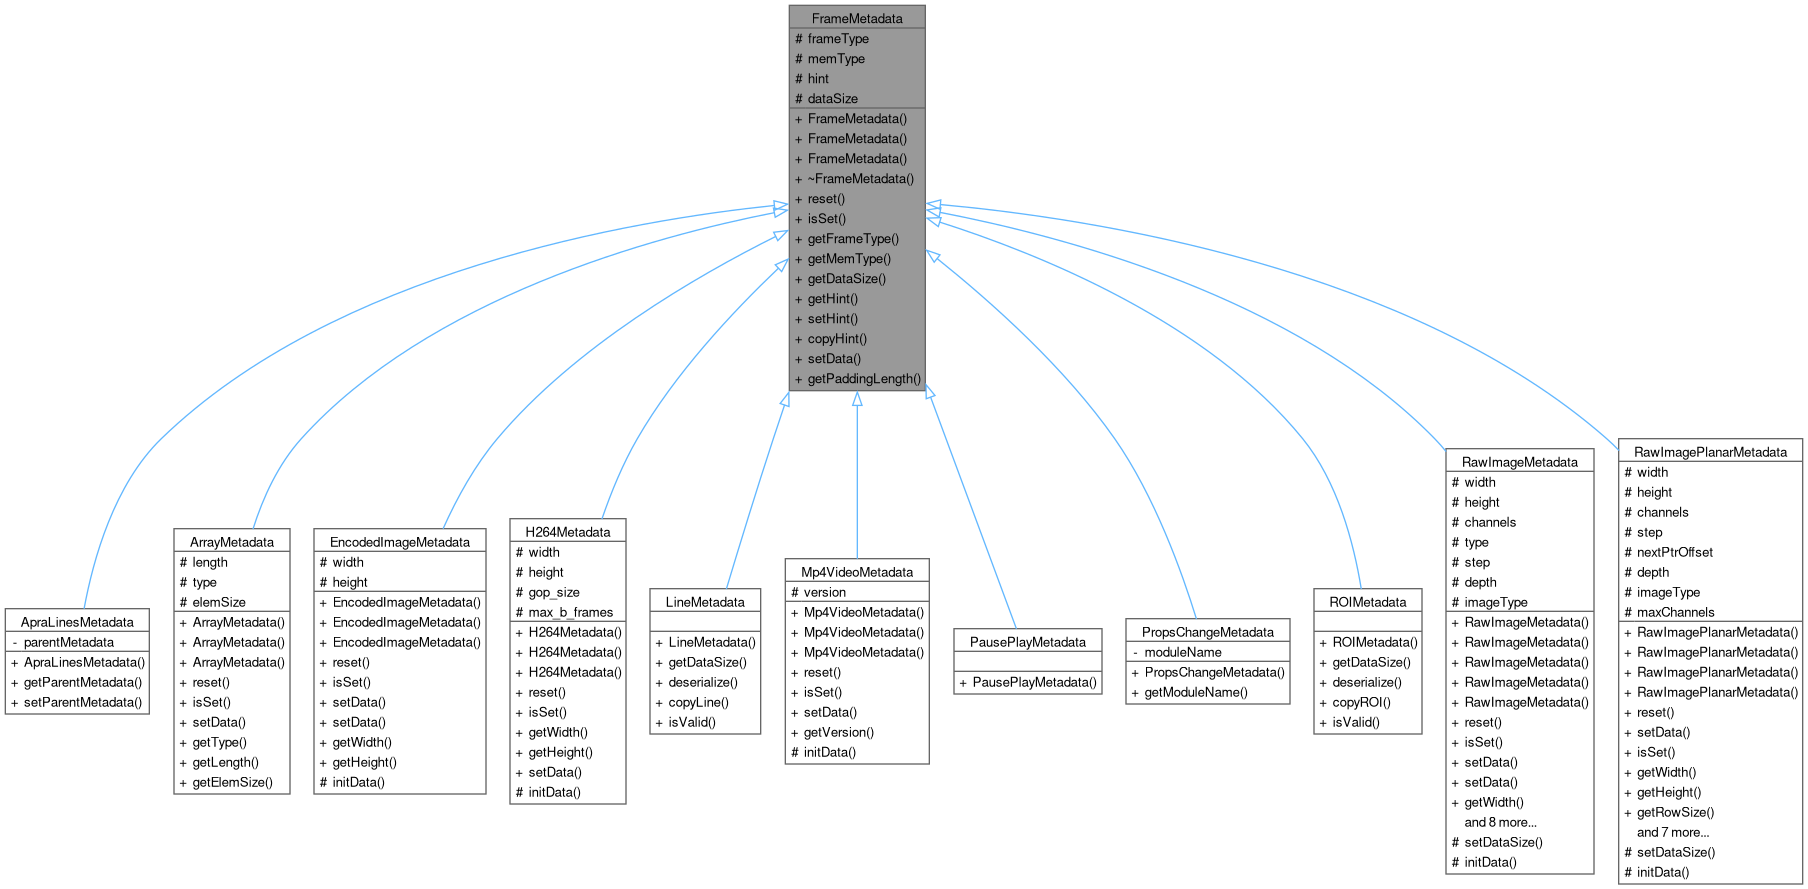 FrameMetadata
# frameType
# memType
# hint
# dataSize
+ FrameMetadata()
+ FrameMetadata()
+ FrameMetadata()
+ ~FrameMetadata()
+ reset()
+ isSet()
+ getFrameType()
+ getMemType()
+ getDataSize()
+ getHint()
+ setHint()
+ copyHint()
+ setData()
+ getPaddingLength()
ApraLinesMetadata
- parentMetadata
+ ApraLinesMetadata()
+ getParentMetadata()
+ setParentMetadata()
ArrayMetadata
# length
# type
# elemSize
+ ArrayMetadata()
+ ArrayMetadata()
+ ArrayMetadata()
+ reset()
+ isSet()
+ setData()
+ getType()
+ getLength()
+ getElemSize()
EncodedImageMetadata
# width
# height
+ EncodedImageMetadata()
+ EncodedImageMetadata()
+ EncodedImageMetadata()
+ reset()
+ isSet()
+ setData()
+ setData()
+ getWidth()
+ getHeight()
# initData()
H264Metadata
# width
# height
# gop_size
# max_b_frames
+ H264Metadata()
+ H264Metadata()
+ H264Metadata()
+ reset()
+ isSet()
+ getWidth()
+ getHeight()
+ setData()
# initData()
LineMetadata
+ LineMetadata()
+ getDataSize()
+ deserialize()
+ copyLine()
+ isValid()
Mp4VideoMetadata
# version
+ Mp4VideoMetadata()
+ Mp4VideoMetadata()
+ Mp4VideoMetadata()
+ reset()
+ isSet()
+ setData()
+ getVersion()
# initData()
PausePlayMetadata
+ PausePlayMetadata()
PropsChangeMetadata
- moduleName
+ PropsChangeMetadata()
+ getModuleName()
ROIMetadata
+ ROIMetadata()
+ getDataSize()
+ deserialize()
+ copyROI()
+ isValid()
RawImageMetadata
# width
# height
# channels
# type
# step
# depth
# imageType
+ RawImageMetadata()
+ RawImageMetadata()
+ RawImageMetadata()
+ RawImageMetadata()
+ RawImageMetadata()
+ reset()
+ isSet()
+ setData()
+ setData()
+ getWidth()
and 8 more...
# setDataSize()
# initData()
RawImagePlanarMetadata
# width
# height
# channels
# step
# nextPtrOffset
# depth
# imageType
# maxChannels
+ RawImagePlanarMetadata()
+ RawImagePlanarMetadata()
+ RawImagePlanarMetadata()
+ RawImagePlanarMetadata()
+ reset()
+ setData()
+ isSet()
+ getWidth()
+ getHeight()
+ getRowSize()
and 7 more...
# setDataSize()
# initData()